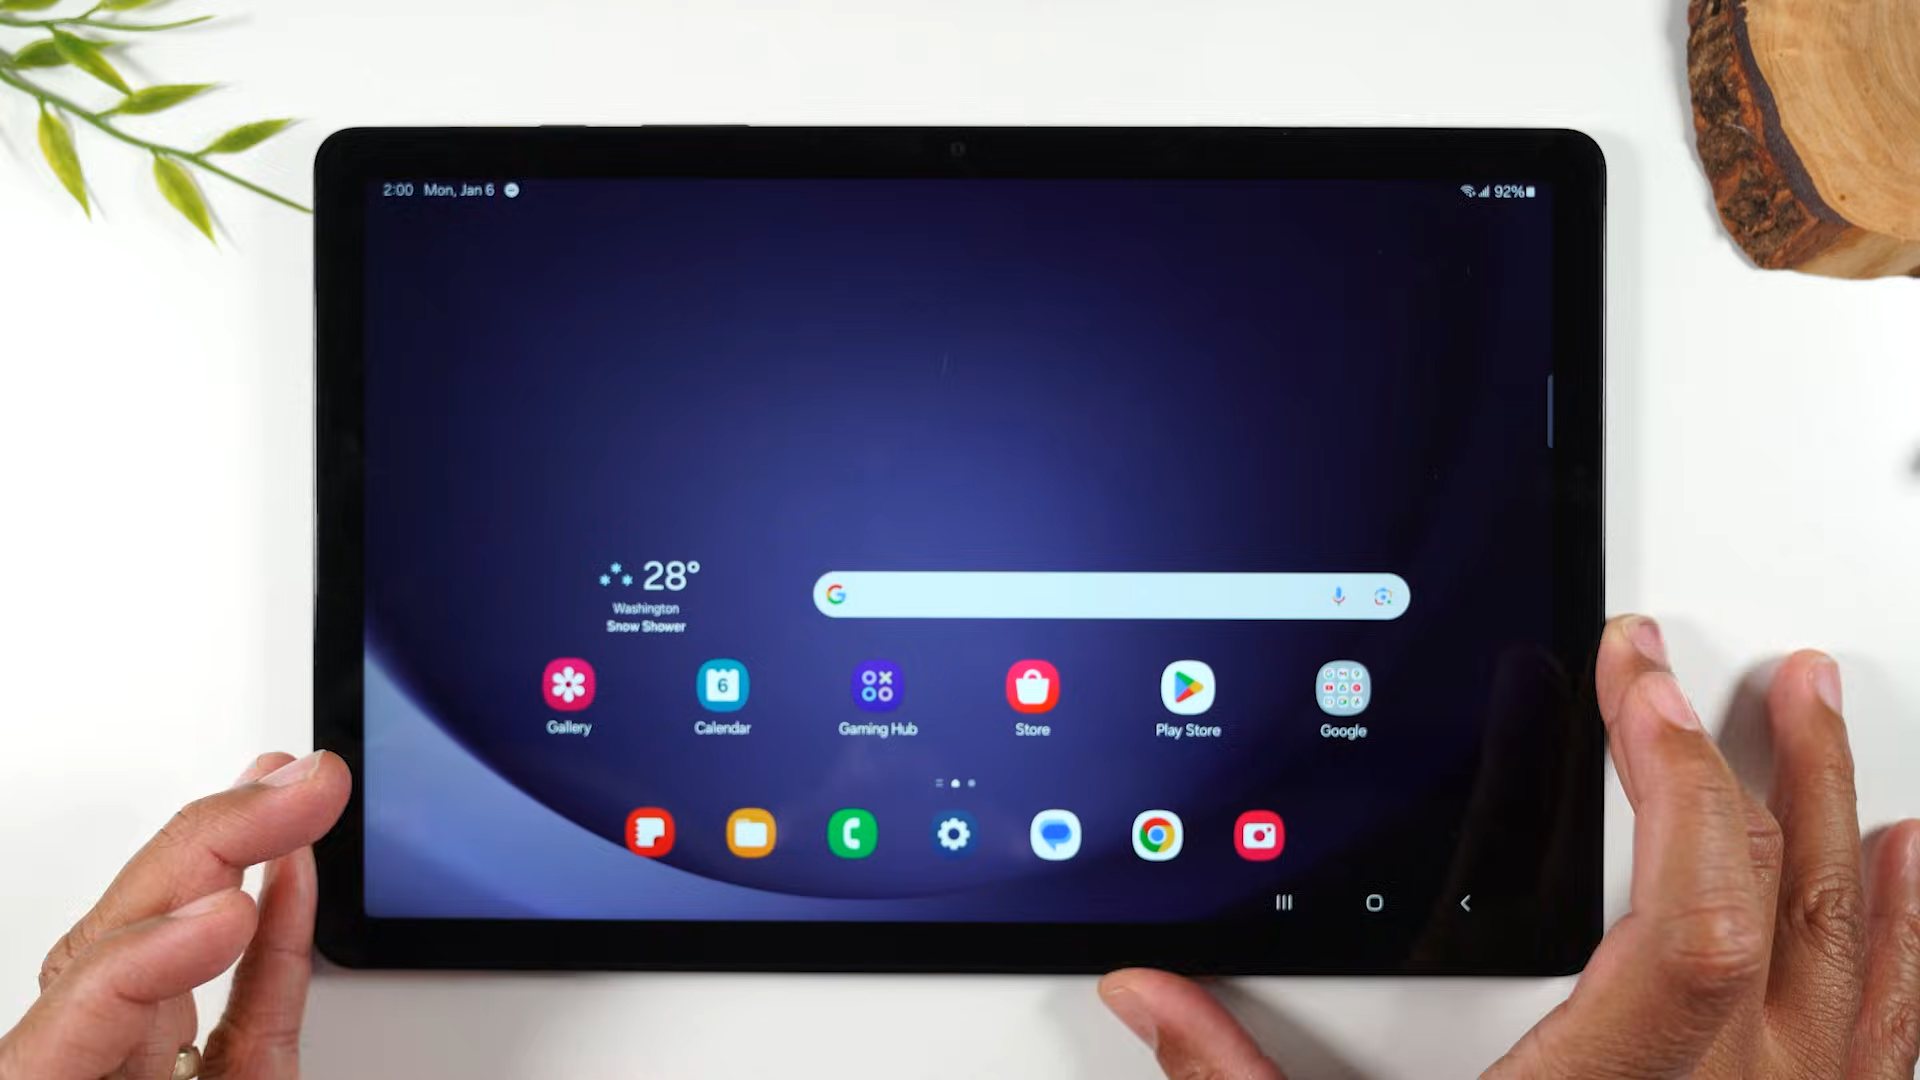 2:00 Mon, Jan 6
92%
28°
Washington
Snow Shower
G
Gallery
6
Calendar
Gaming Hub
Store
Play Store
Google